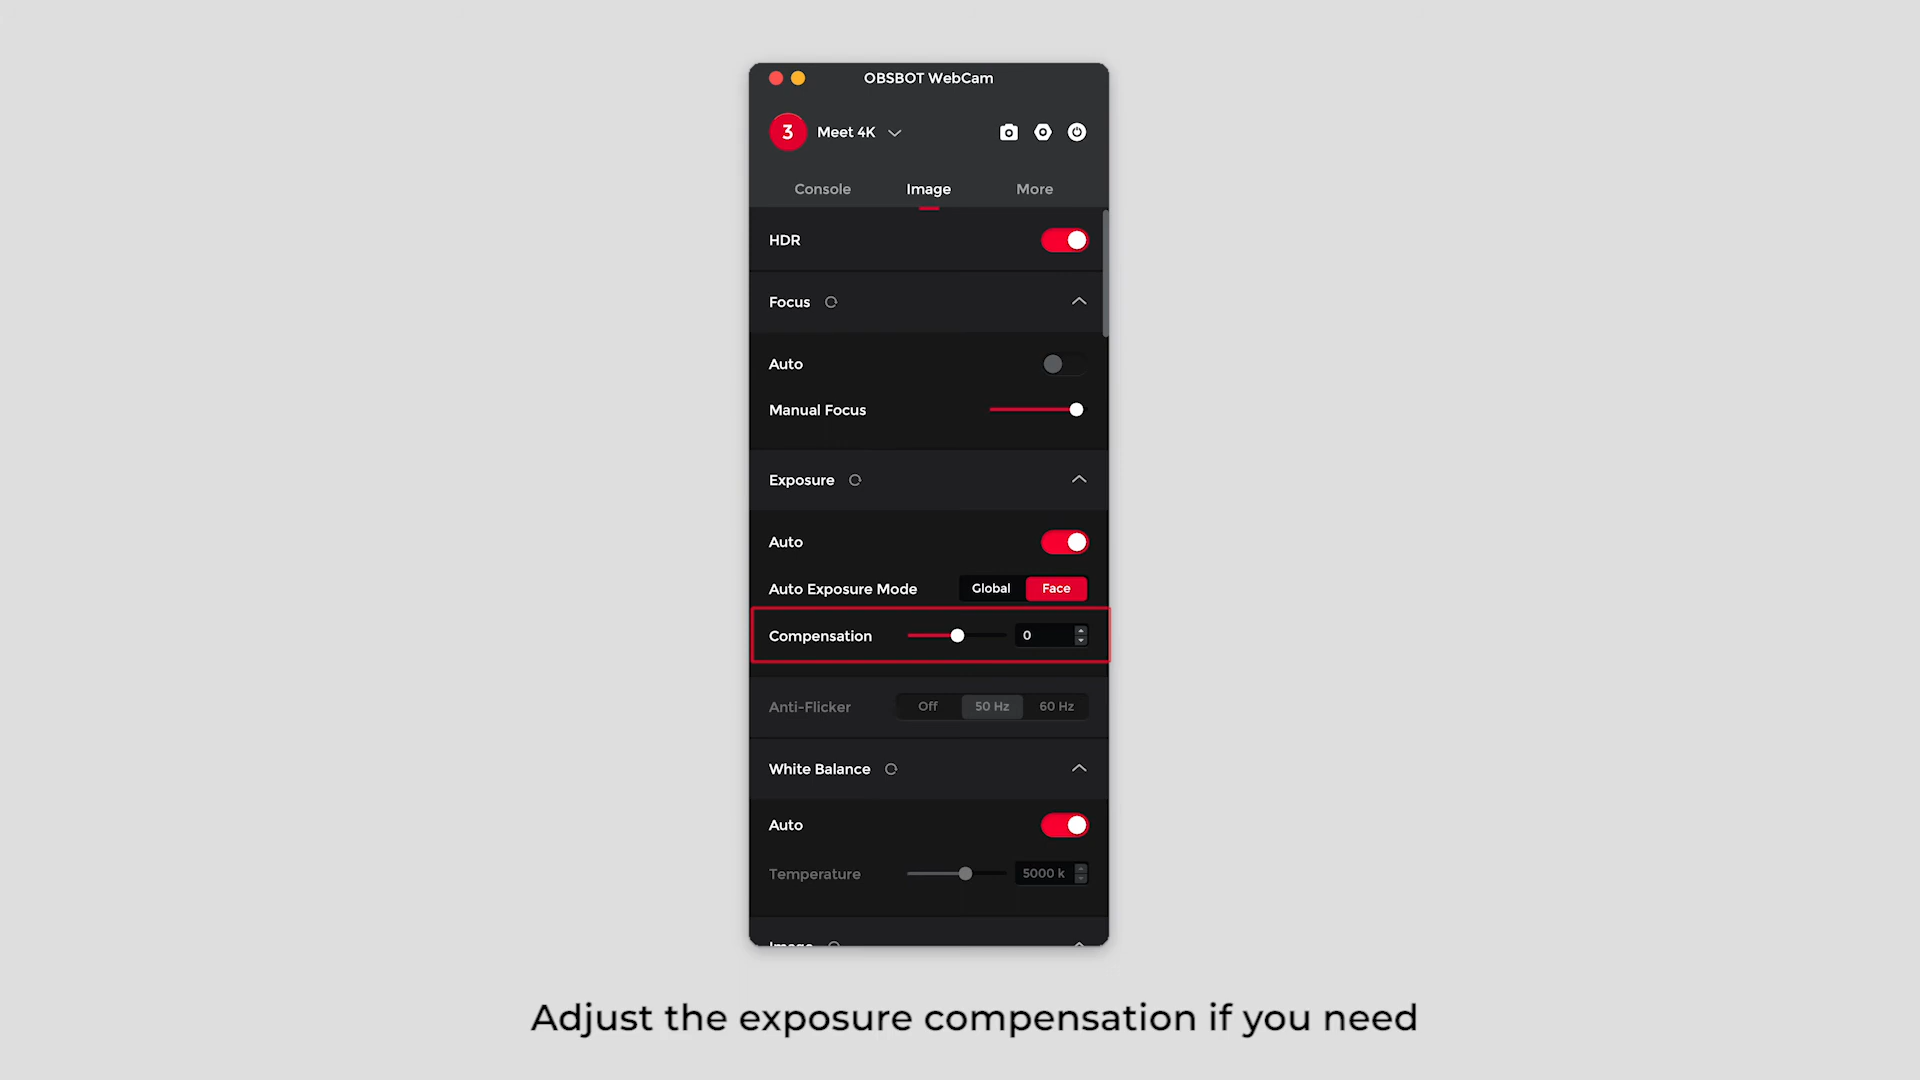 OBSBOT WebCam
3 Meet 4K
Console Image More
HDR
Focus
Auto
Manual Focus
Exposure
Auto
Auto Exposure Mode Global Face
Compensation 0
Anti-Flicker Off 50 Hz 60 Hz
White Balance
Auto
Temperature 5000 k
Image
Adjust the exposure compensation if you need